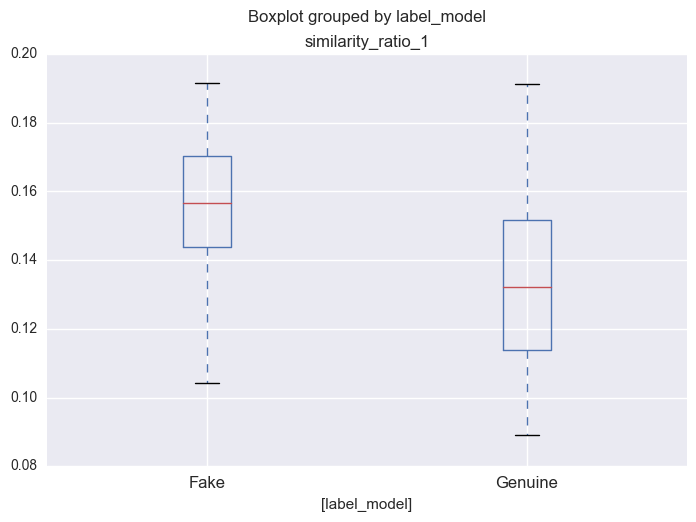 Boxplot grouped by label_model
similarity_ratio_1
0.20
0.18
0.16
0.14
0.12
0.10
0.08
Fake
Genuine
[label_model]